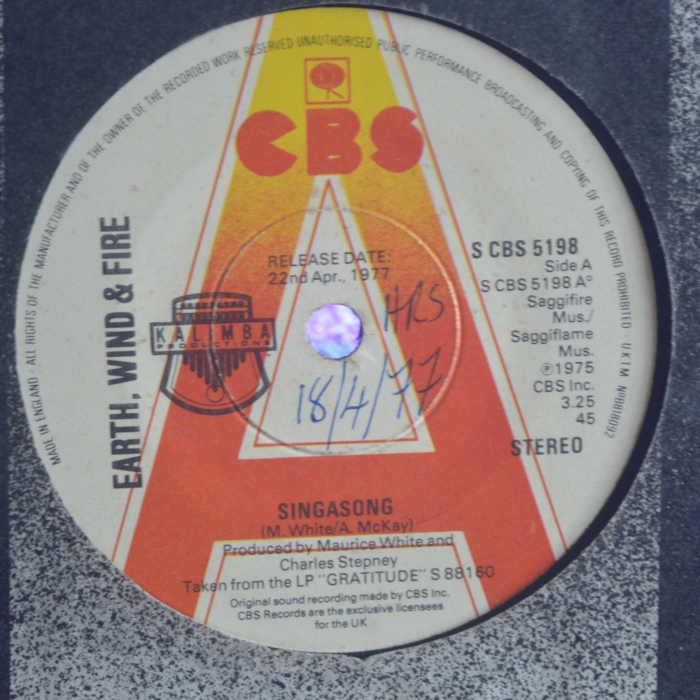 MADE IN ENGLAND · ALL RIGHTS OF THE MANUFACTURER AND OF THE OWNER OF THE RECORDED WORK RESERVED UNAUTHORISED PUBLIC PERFORMANCE BROADCASTING AND COPYING OF THIS RECORD PROHIBITED · U.K.T.M. Nº818092
CBS
EARTH, WIND & FIRE
KALIMBA
PRODUCTIONS
RELEASE DATE:
22nd Apr., 1977
HRS
18/4/77
S CBS 5198
Side A
S CBS 5198 Aº
Saggifire
Mus./
Saggiflame
Mus.
℗1975
CBS Inc.
3.25
45
STEREO
SINGASONG
(M. White/A. McKay)
Produced by Maurice White and
Charles Stepney
Taken from the LP "GRATITUDE" S 88160
Original sound recording made by CBS Inc.
CBS Records are the exclusive licensees
for the UK